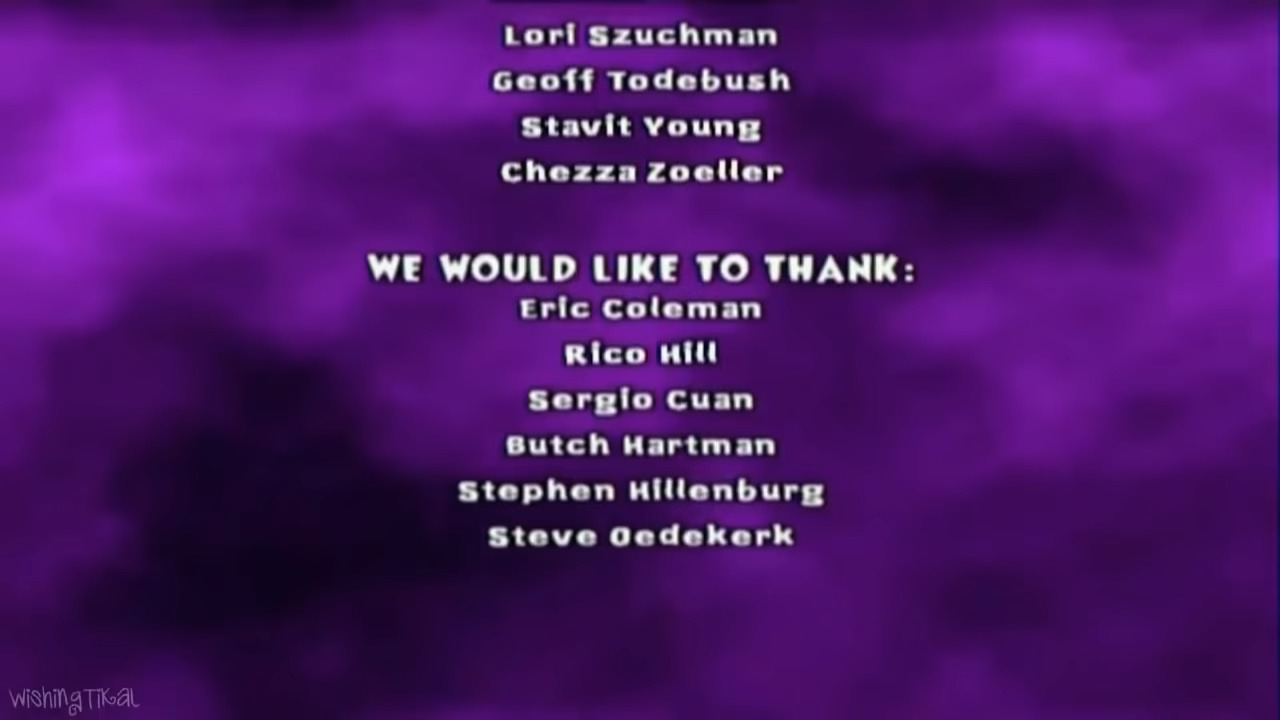 Lori Szuchman
Geoff Todebush
Stavit Young
Chezza Zoeller
WE WOULD LIKE TO THANK:
Eric Coleman
Rico Hill
Sergio Cuan
Butch Hartman
Stephen Hillenburg
Steve Oedekerk
WishingTikal